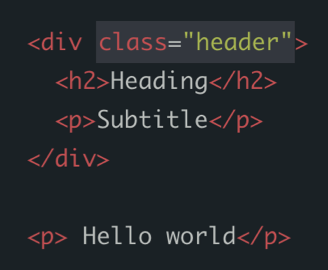 <div class="header">
<h2>Heading</h2>
<p>Subtitle</p>
</div>
<p> Hello world</p>